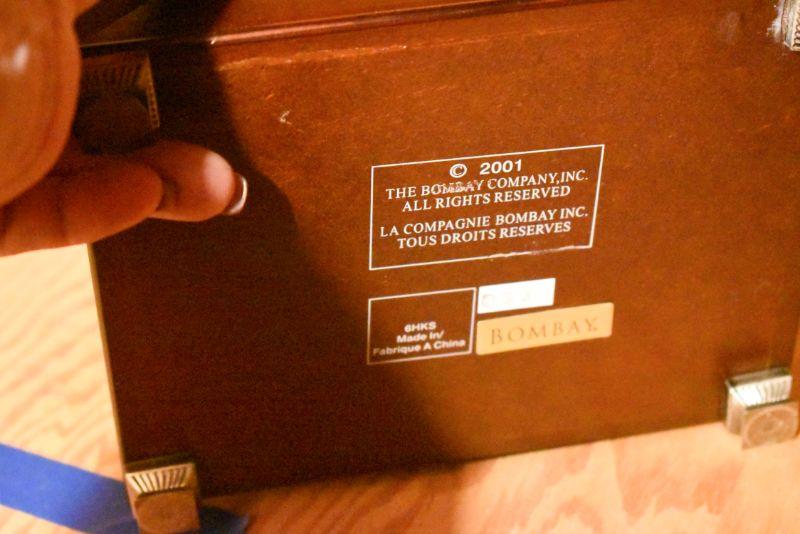 © 2001
THE BOMBAY COMPANY, INC.
ALL RIGHTS RESERVED
LA COMPAGNIE BOMBAY INC.
TOUS DROITS RESERVES
6HKS
Made In/
Fabrique A China
BOMBAY